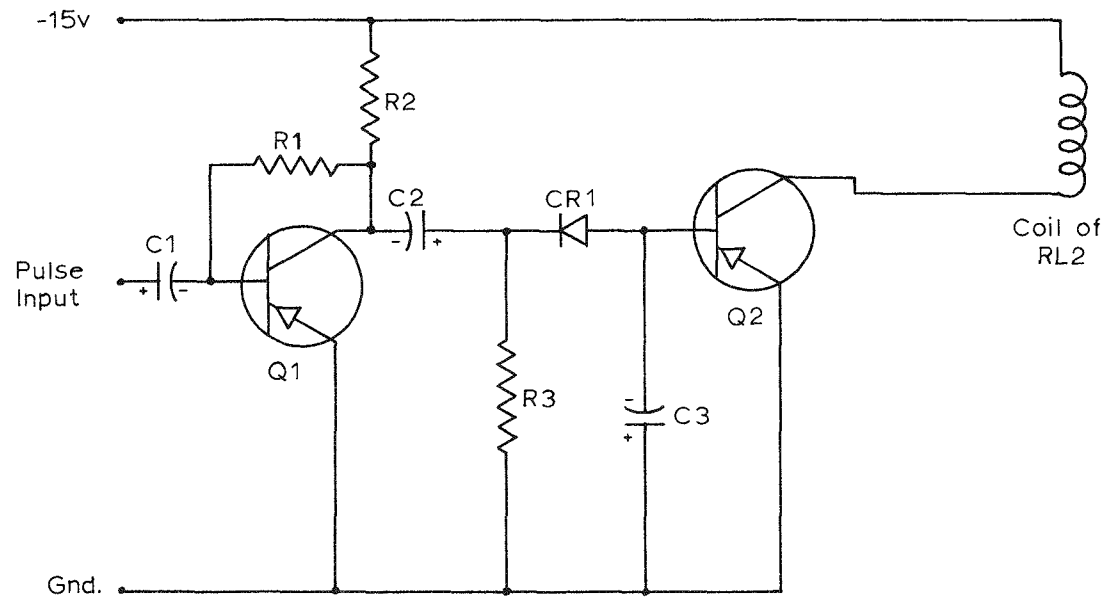 -15v
R2
R1
C2
CR1
C1
Pulse
Input
+ -
- +
Coil of
RL2
Q2
Q1
R3
-
C3
+
Gnd.